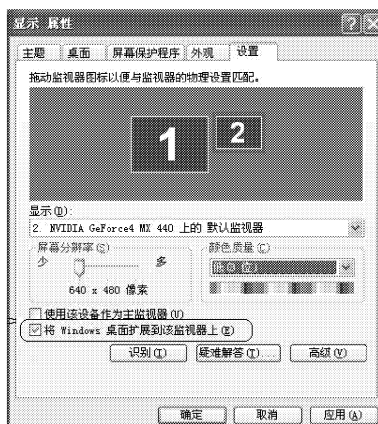 显示 属性
主题 桌面 屏幕保护程序 外观 设置
拖动监视器图标以便与监视器的物理设置匹配。
1 2
显示(D):
2. NVIDIA GeForce4 MX 440 上的 默认监视器
屏幕分辨率(S) 颜色质量(C)
少 多
640 x 480 像素
使用该设备作为主监视器(U)
将 Windows 桌面扩展到该监视器上(E)
识别(I) 疑难解答(T)... 高级(V)
确定 取消 应用(A)